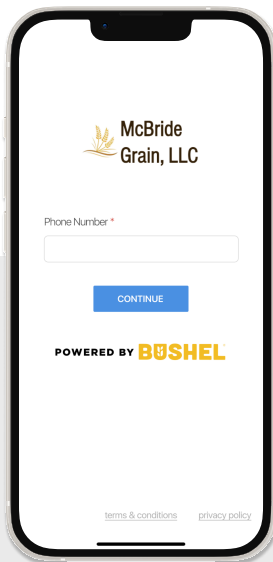 McBride
Grain, LLC
Phone Number *
CONTINUE
POWERED BY BUSHEL
terms & conditions
privacy policy